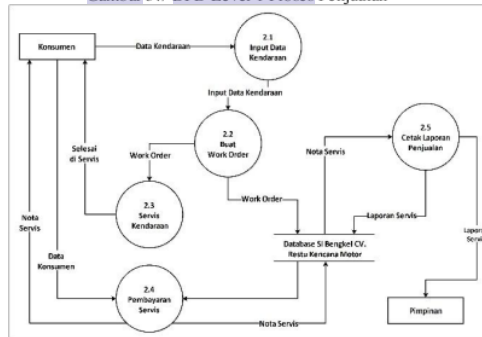 Penjualan
Konsumen
Data Kendaraan
2.1
Input Data
Kendaraan
Input Data Kendaraan
2.2
Buat
Work Order
2.5
Cetak Laporan
Penjualan
Selesai
di Servis
Work Order
Nota Servis
2.3
Servis
Kendaraan
Work Order
Laporan Servis
Nota
Servis
Database SI Bengkel CV.
Restu Kencana Motor
Data
Konsumen
2.4
Pembayaran
Servis
Nota Servis
Pimpinan